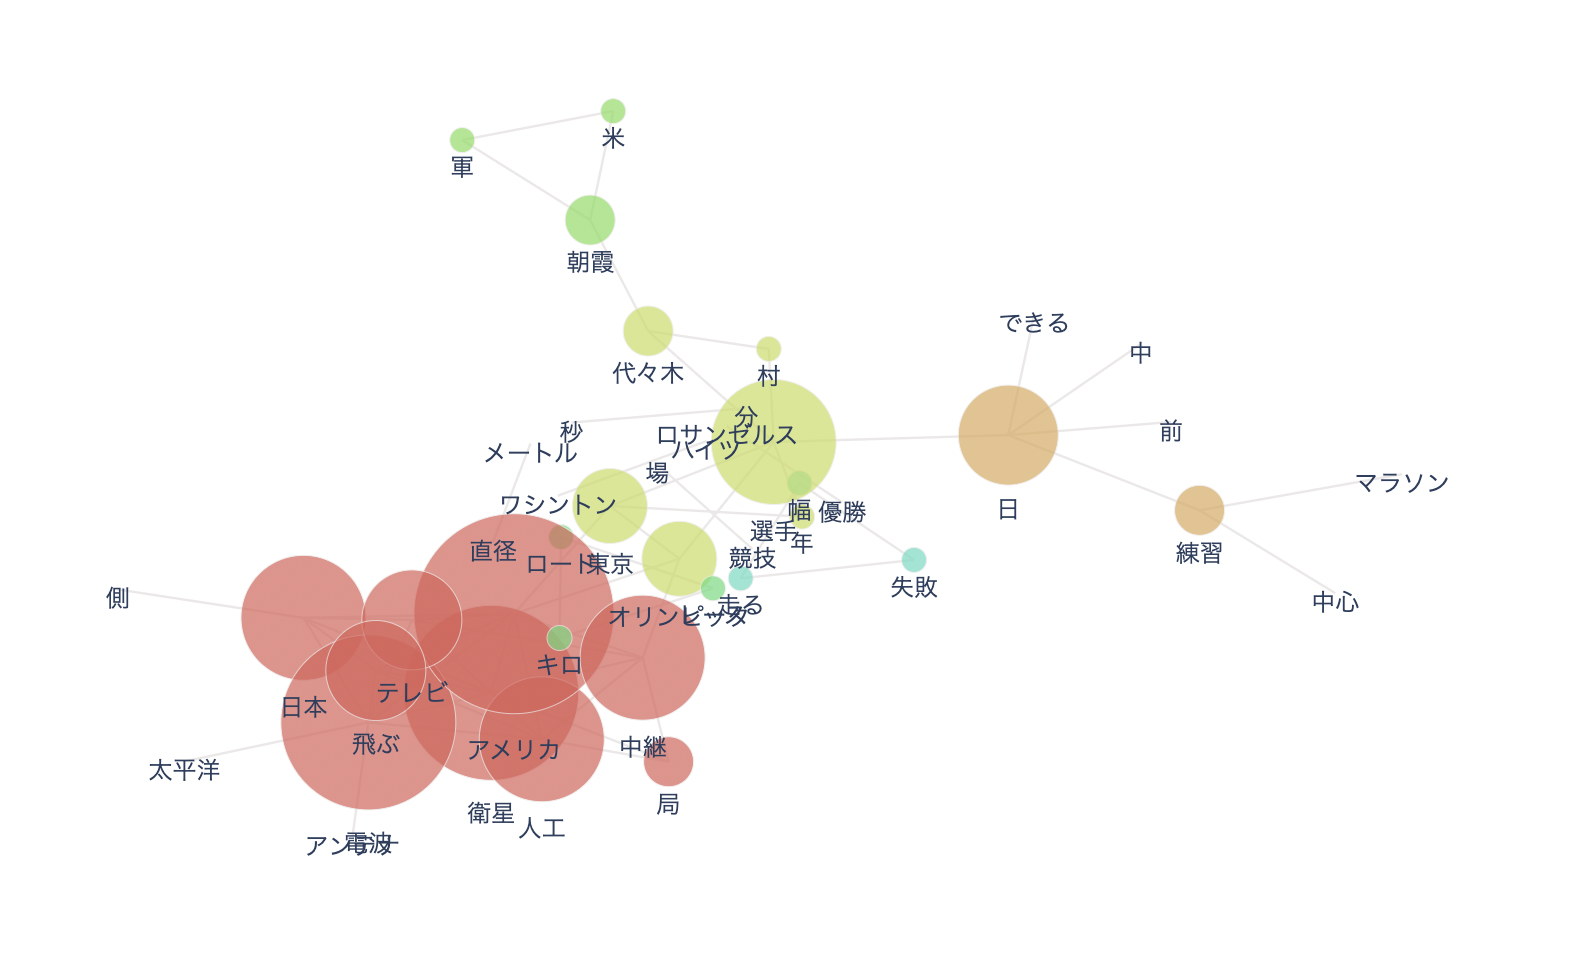 米
軍
朝霞
できる
中
代々木
村
分
秒
ロサンゼルス
前
メートル
ハイツ
場
マラソン
ワシントン
幅
優勝
日
選手
年
直径
ロード
東京
競技
練習
失敗
側
走る
オリンピック
中心
キロ
テレビ
日本
飛ぶ
アメリカ
中継
太平洋
局
衛星
人工
電波
アンテナ